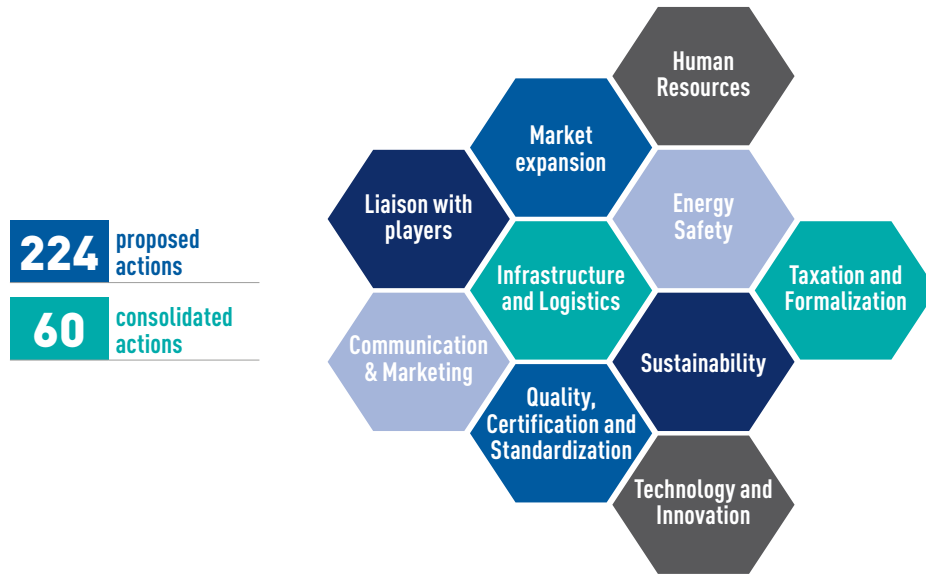 224
proposed
actions
60
consolidated
actions
Human
Resources
Market
expansion
Liaison with
players
Energy
Safety
Infrastructure
and Logistics
Taxation and
Formalization
Communication
& Marketing
Sustainability
Quality,
Certification and
Standardization
Technology and
Innovation